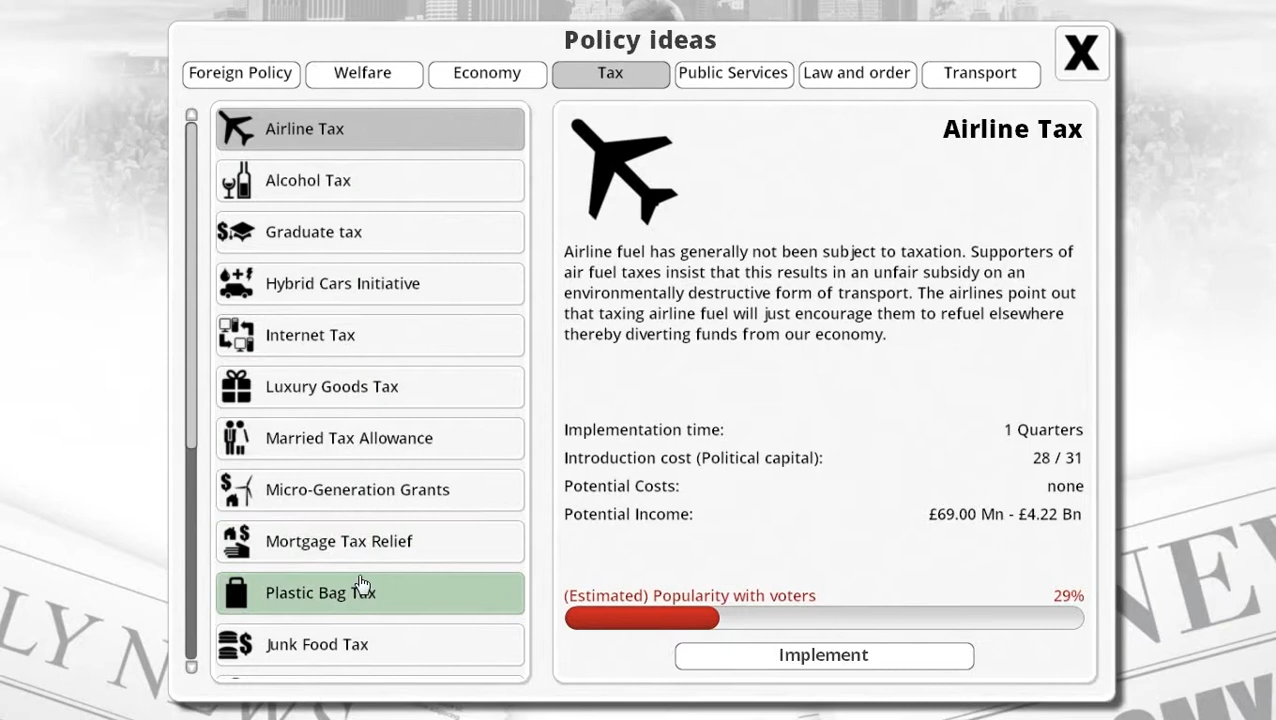 Policy ideas
X
Foreign Policy
Welfare
Economy
Tax
Public Services
Law and order
Transport
Airline Tax
Alcohol Tax
Graduate tax
Hybrid Cars Initiative
Internet Tax
Luxury Goods Tax
Married Tax Allowance
Micro-Generation Grants
Mortgage Tax Relief
Plastic Bag Tax
Junk Food Tax
Airline Tax
Airline fuel has generally not been subject to taxation. Supporters of
air fuel taxes insist that this results in an unfair subsidy on an
environmentally destructive form of transport. The airlines point out
that taxing airline fuel will just encourage them to refuel elsewhere
thereby diverting funds from our economy.
Implementation time: 1 Quarters
Introduction cost (Political capital): 28 / 31
Potential Costs: none
Potential Income: £69.00 Mn - £4.22 Bn
(Estimated) Popularity with voters 29%
Implement